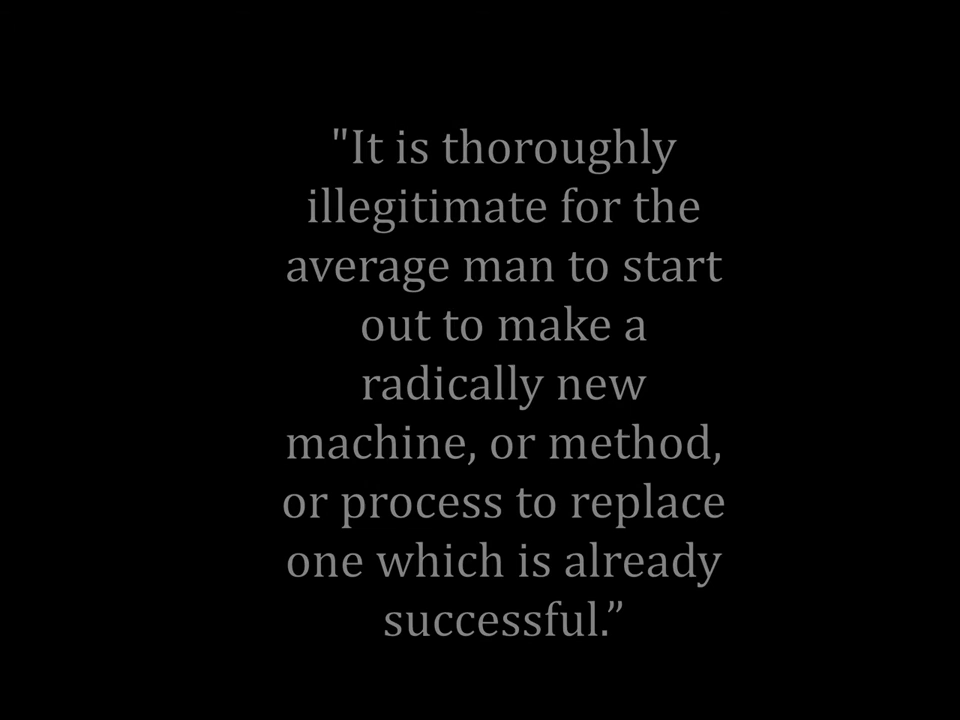 "It is thoroughly
illegitimate for the
average man to start
out to make a
radically new
machine, or method,
or process to replace
one which is already
successful.”